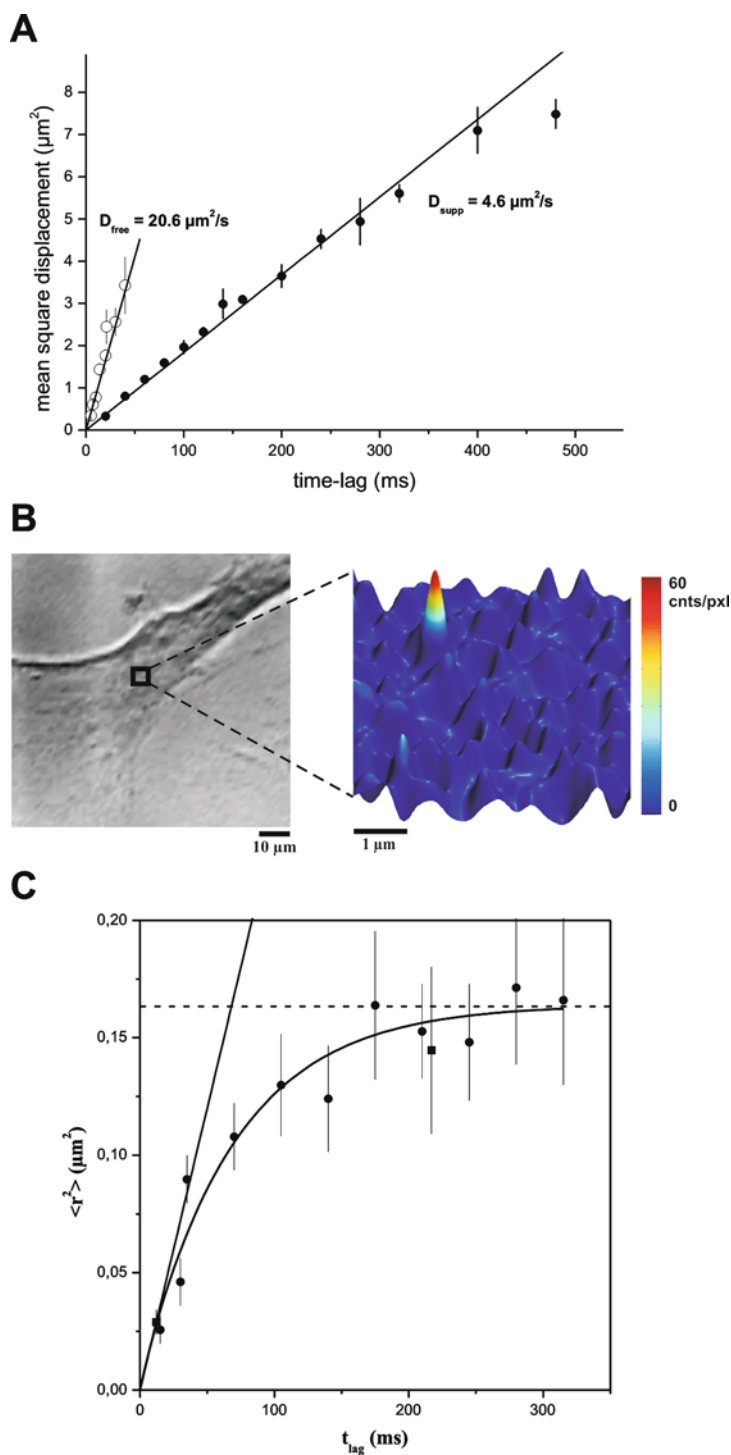 A
mean square displacement (µm²)
8
7
6
5
4
3
2
1
0
D_free = 20.6 µm²/s
D_supp = 4.6 µm²/s
0 100 200 300 400 500
time-lag (ms)
B
10 µm
1 µm
60
cnts/pxl
0
C
<r²> (µm²)
0,20
0,15
0,10
0,05
0,00
0 100 200 300
t_lag (ms)